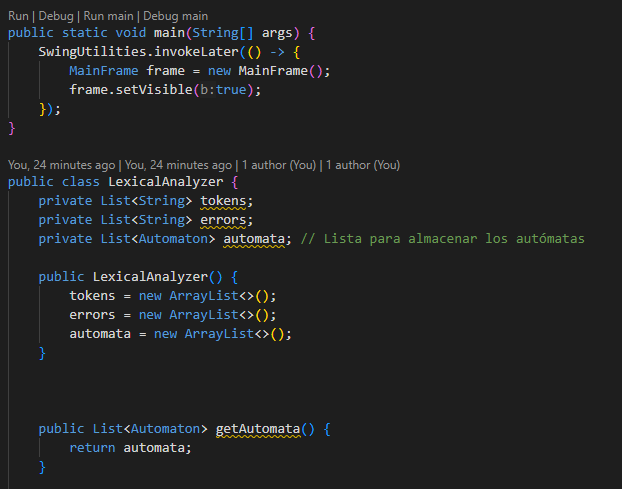 Run | Debug | Run main | Debug main
public static void main(String[] args) {
SwingUtilities.invokeLater(() -> {
MainFrame frame = new MainFrame();
frame.setVisible(b:true);
});
}
You, 24 minutes ago | You, 24 minutes ago | 1 author (You) | 1 author (You)
public class LexicalAnalyzer {
private List<String> tokens;
private List<String> errors;
private List<Automaton> automata; // Lista para almacenar los autómatas
public LexicalAnalyzer() {
tokens = new ArrayList<>();
errors = new ArrayList<>();
automata = new ArrayList<>();
}
public List<Automaton> getAutomata() {
return automata;
}